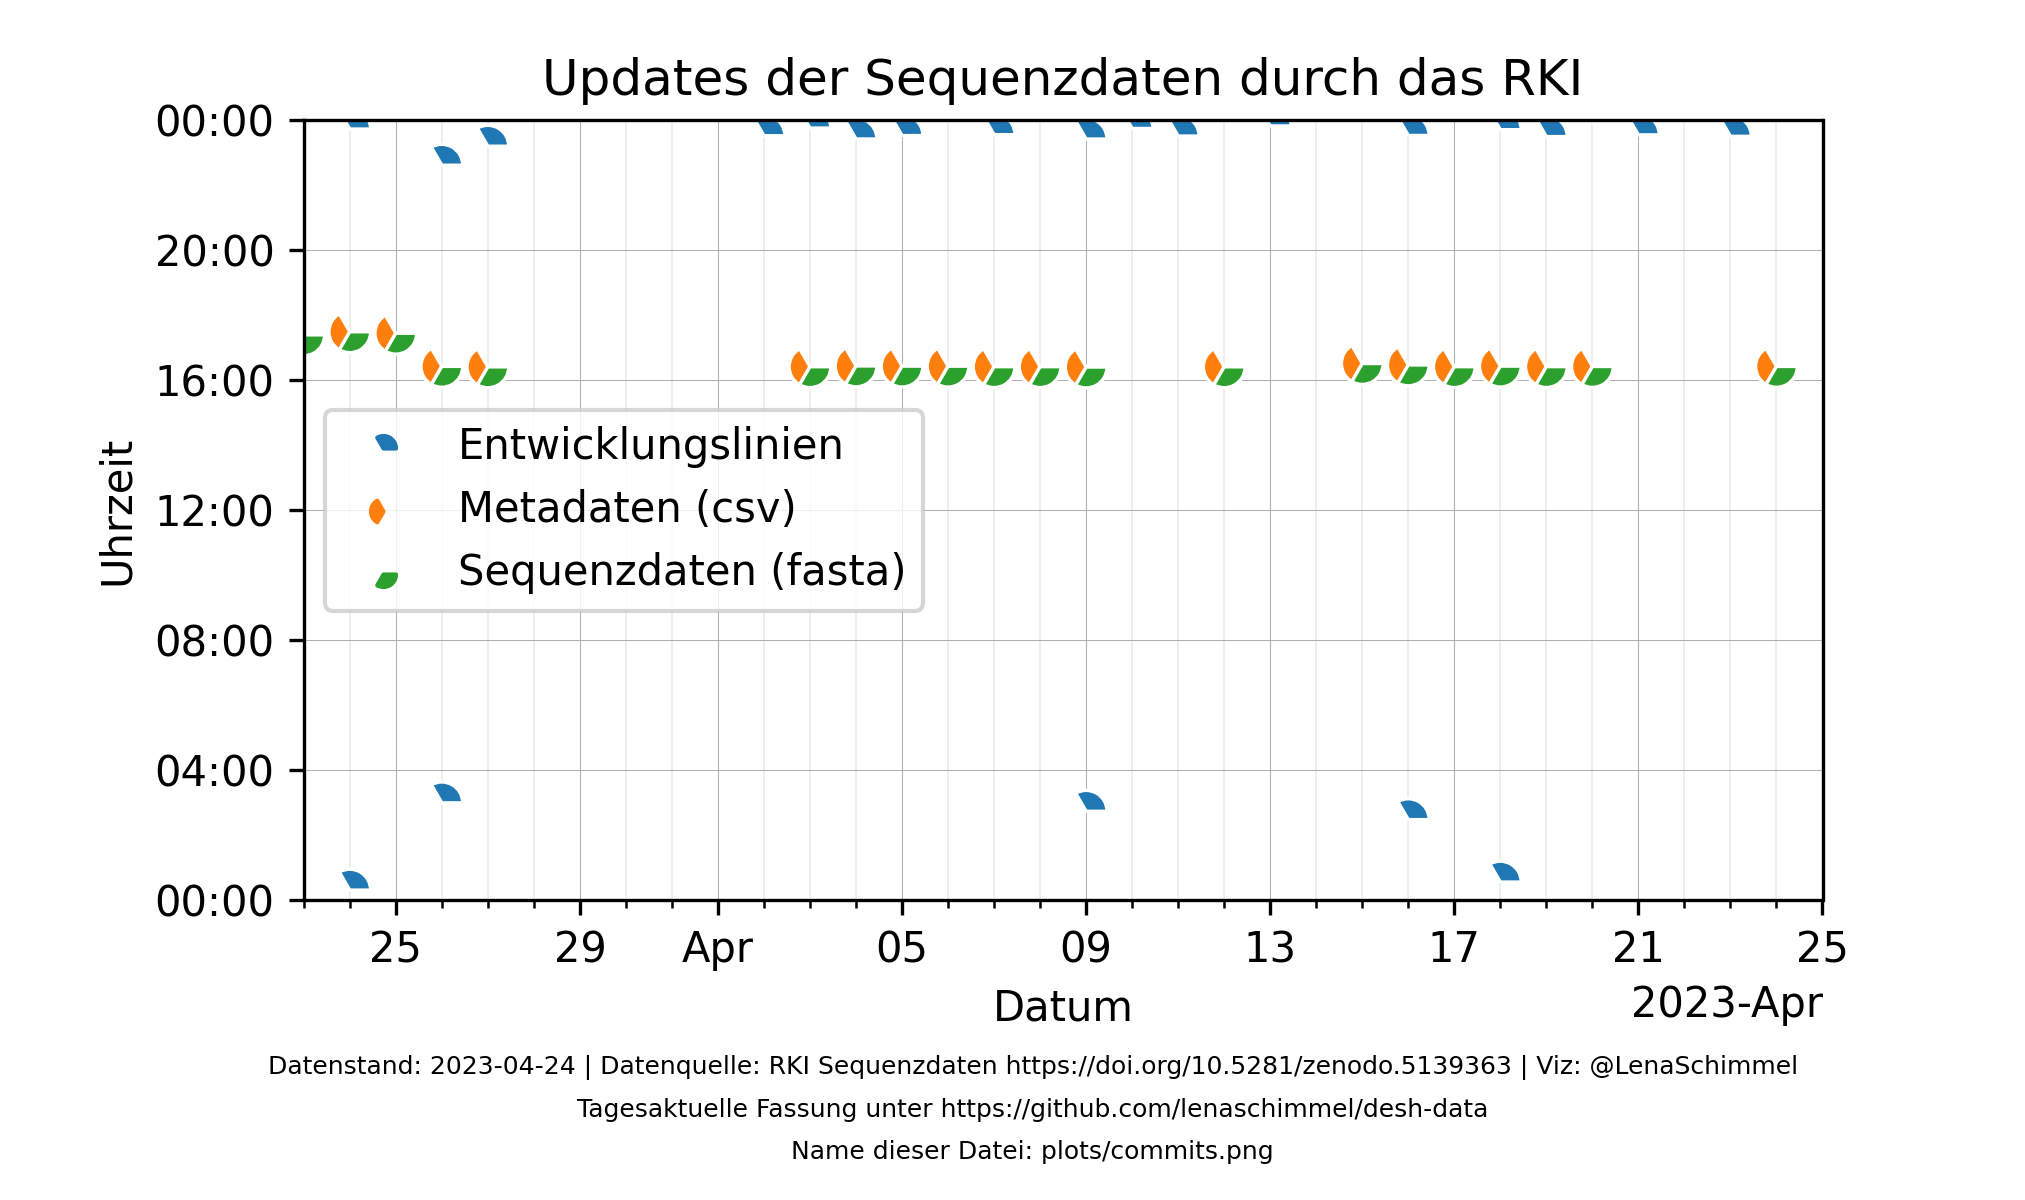 Updates der Sequenzdaten durch das RKI
00:00
20:00
16:00
12:00
08:00
04:00
00:00
Uhrzeit
Entwicklungslinien
Metadaten (csv)
Sequenzdaten (fasta)
25 29 Apr 05 09 13 17 21 25
Datum
2023-Apr
Datenstand: 2023-04-24 | Datenquelle: RKI Sequenzdaten https://doi.org/10.5281/zenodo.5139363 | Viz: @LenaSchimmel
Tagesaktuelle Fassung unter https://github.com/lenaschimmel/desh-data
Name dieser Datei: plots/commits.png